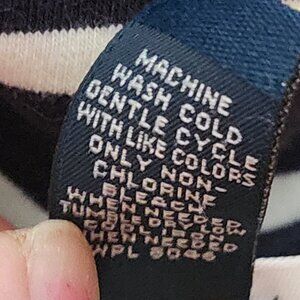 MACHINE
WASH COLD
GENTLE CYCLE
WITH LIKE COLORS
ONLY NON-
CHLORINE
BLEACH
WHEN NEEDED
TUMBLE DRY LOW
WHEN NEEDED
WPL